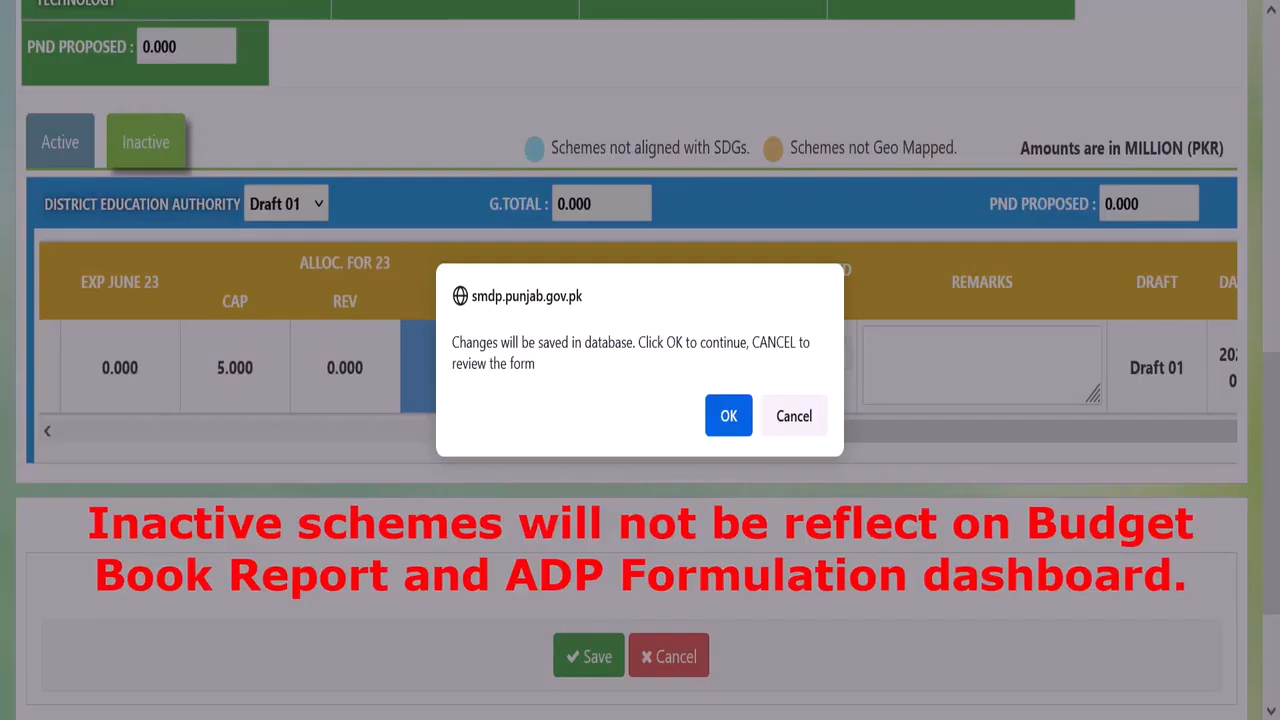 TECHNOLOGY
PND PROPOSED : 0.000
Active Inactive Schemes not aligned with SDGs. Schemes not Geo Mapped. Amounts are in MILLION (PKR)
DISTRICT EDUCATION AUTHORITY Draft 01 G.TOTAL : 0.000 PND PROPOSED : 0.000
ALLOC. FOR 23
EXP JUNE 23 REMARKS DRAFT
CAP REV
smdp.punjab.gov.pk
Changes will be saved in database. Click OK to continue, CANCEL to
review the form
0.000 5.000 0.000 Draft 01
OK Cancel
Inactive schemes will not be reflect on Budget
Book Report and ADP Formulation dashboard.
Save Cancel